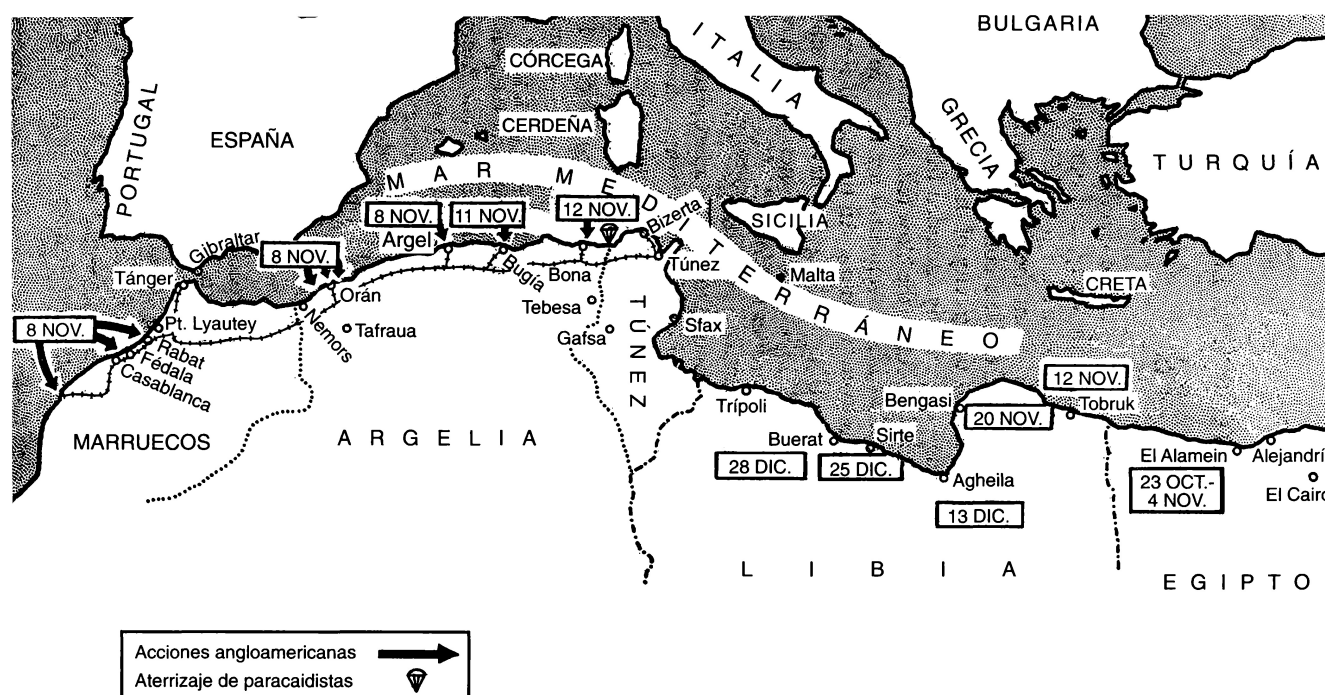 BULGARIA
ITALIA
CÓRCEGA
PORTUGAL
CERDEÑA
GRECIA
ESPAÑA
TURQUÍA
MAR MEDITERRÁNEO
8 NOV.
11 NOV.
12 NOV.
Bizerta
SICILIA
Argel
Gibraltar
8 NOV.
Bugía
Bona
Túnez
Malta
Tánger
CRETA
Orán
Tebesa
8 NOV.
Pt. Lyautey
Nemors
Tafraua
Gafsa
TÚNEZ
Sfax
Rabat
Fédala
Casablanca
12 NOV.
Trípoli
Bengasi
20 NOV.
Tobruk
MARRUECOS
ARGELIA
Buerat
Sirte
El Alamein
Alejandrí
28 DIC.
25 DIC.
Agheila
23 OCT.-
4 NOV.
El Cairo
13 DIC.
LIBIA
EGIPTO
Acciones angloamericanas
Aterrizaje de paracaidistas